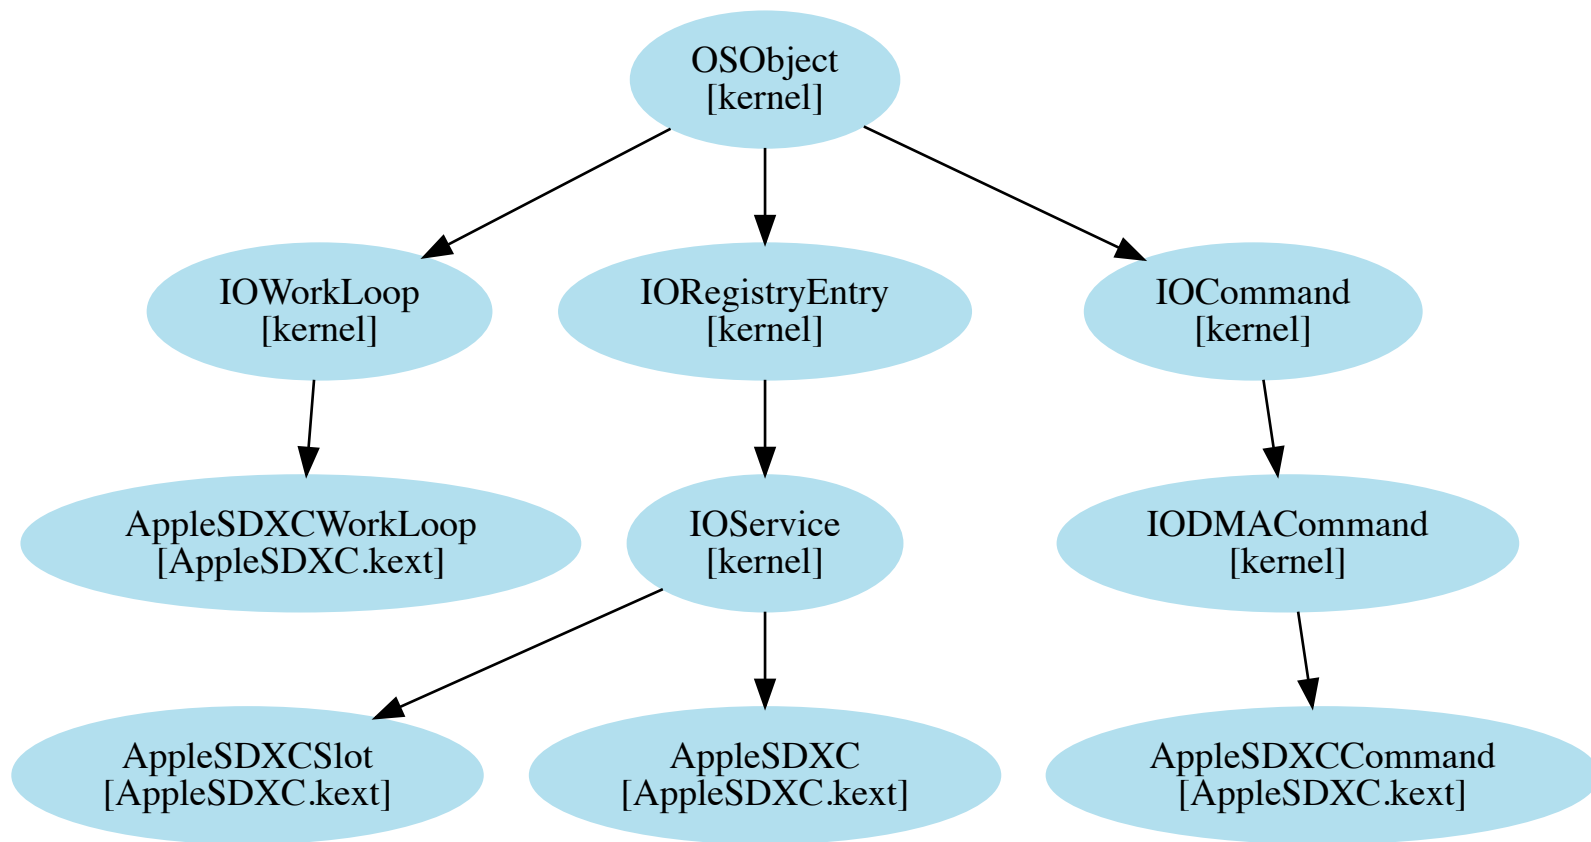 OSObject
[kernel]
IOWorkLoop
[kernel]
IORegistryEntry
[kernel]
IOCommand
[kernel]
AppleSDXCWorkLoop
[AppleSDXC.kext]
IOService
[kernel]
IODMACommand
[kernel]
AppleSDXCSlot
[AppleSDXC.kext]
AppleSDXC
[AppleSDXC.kext]
AppleSDXCCommand
[AppleSDXC.kext]